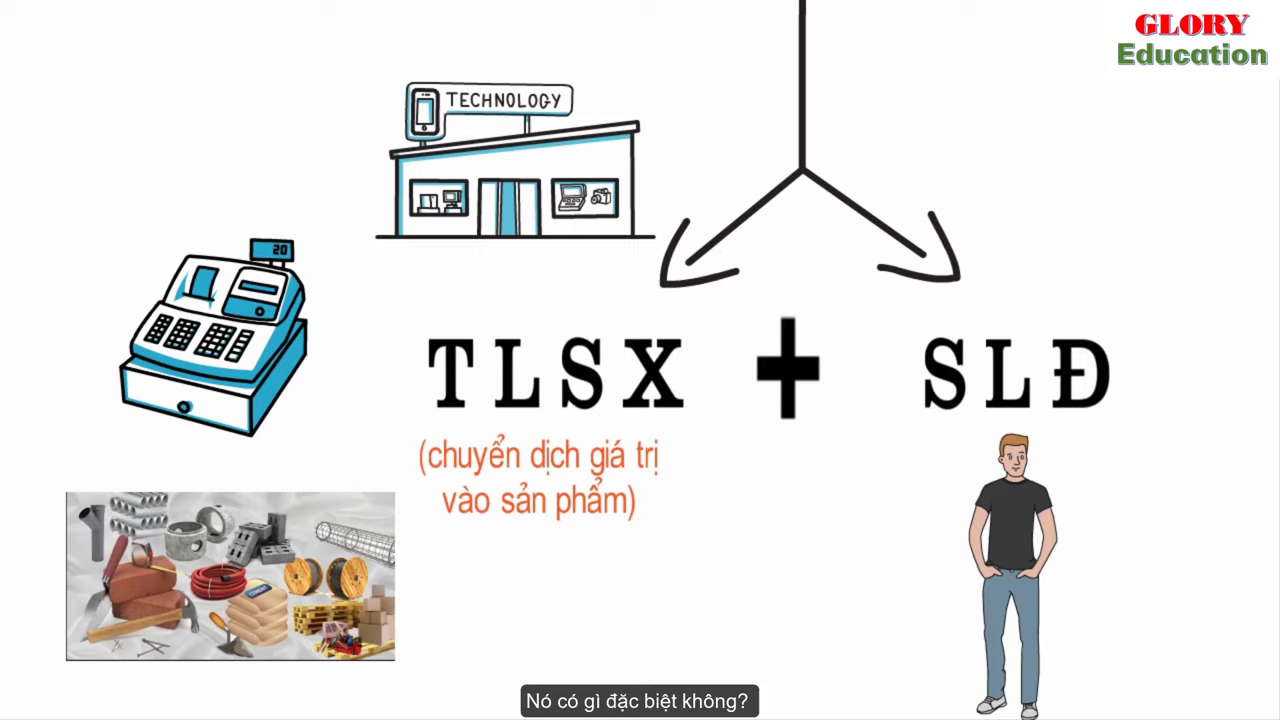 GLORY
Education
TECHNOLOGY
20
TLSX + SLĐ
(chuyển dịch giá trị
vào sản phẩm)
CEMENT
Nó có gì đặc biệt không?